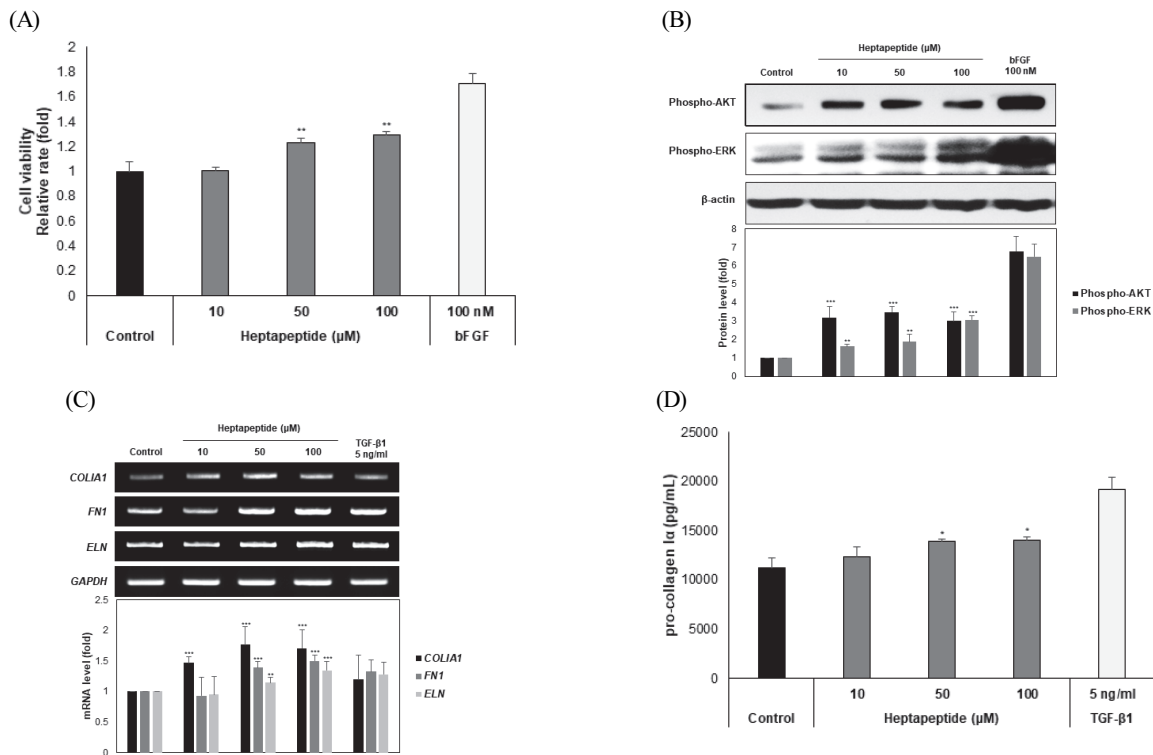 (A)
Cell viability
Relative rate (fold)
2
1.8
1.6
1.4
1.2
1
0.8
0.6
0.4
0.2
0
**
**
10
50
100
100 nM
Control
Heptapeptide (μM)
bFGF
(B)
Heptapeptide (μM)
Control
10
50
100
bFGF
100 nM
Phospho-AKT
Phospho-ERK
β-actin
Protein level (fold)
8
7
6
5
4
3
2
1
0
***
**
***
**
***
***
Phospho-AKT
Phospho-ERK
(C)
Heptapeptide (μM)
Control
10
50
100
TGF-β1
5 ng/ml
COLIA1
FN1
ELN
GAPDH
mRNA level (fold)
2.5
2
1.5
1
0.5
0
***
***
***
**
***
***
***
COLIA1
FN1
ELN
(D)
pro-collagen Iα (pg/mL)
25000
20000
15000
10000
5000
0
*
*
10
50
100
5 ng/ml
Control
Heptapeptide (μM)
TGF-β1